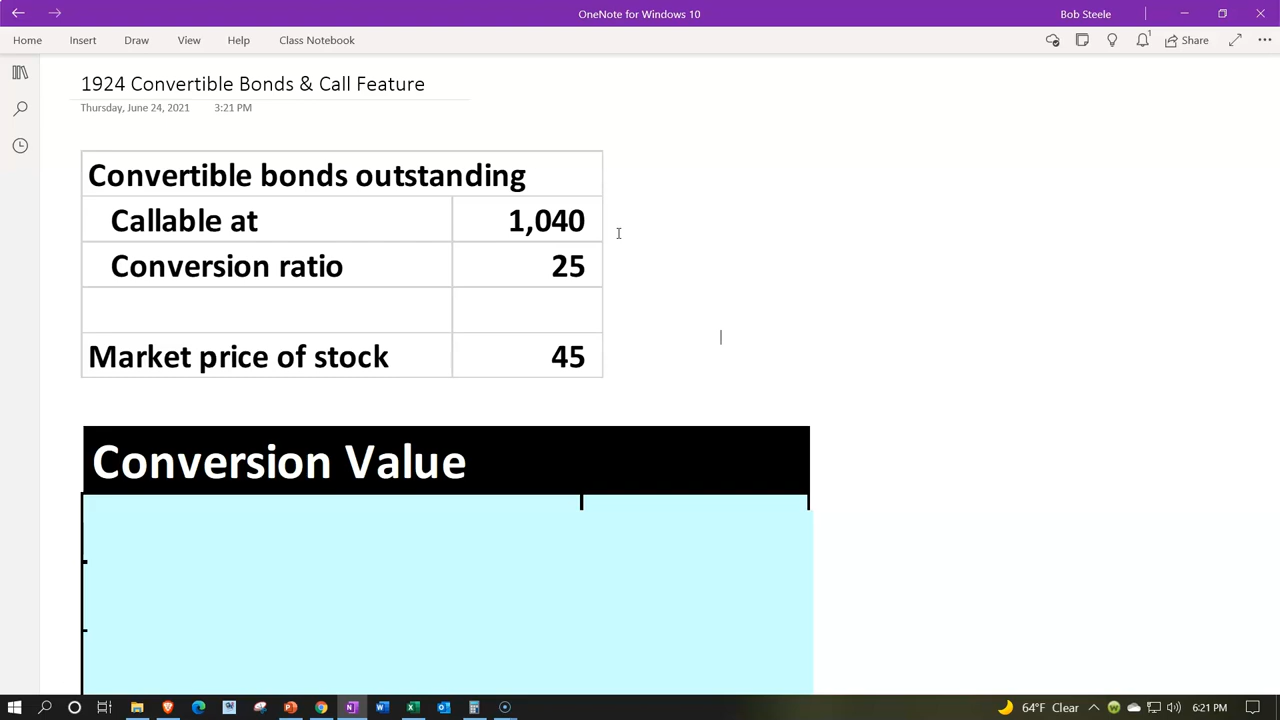 OneNote for Windows 10
Bob Steele
Home Insert Draw View Help Class Notebook
1
Share
1924 Convertible Bonds & Call Feature
Thursday, June 24, 2021 3:21 PM
Convertible bonds outstanding
Callable at 1,040
Conversion ratio 25
Market price of stock 45
Conversion Value
64°F Clear 6:21 PM